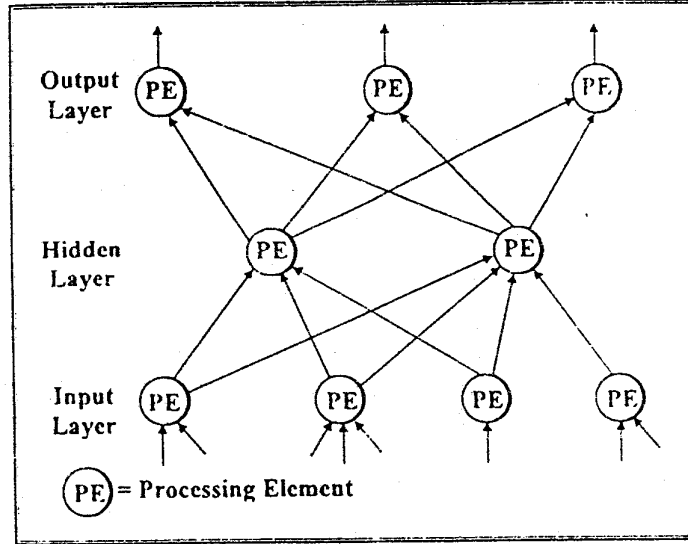 PE PE PE
Output
Layer
Hidden
Layer
PE PE
Input
Layer
PE PE PE PE
PE = Processing Element